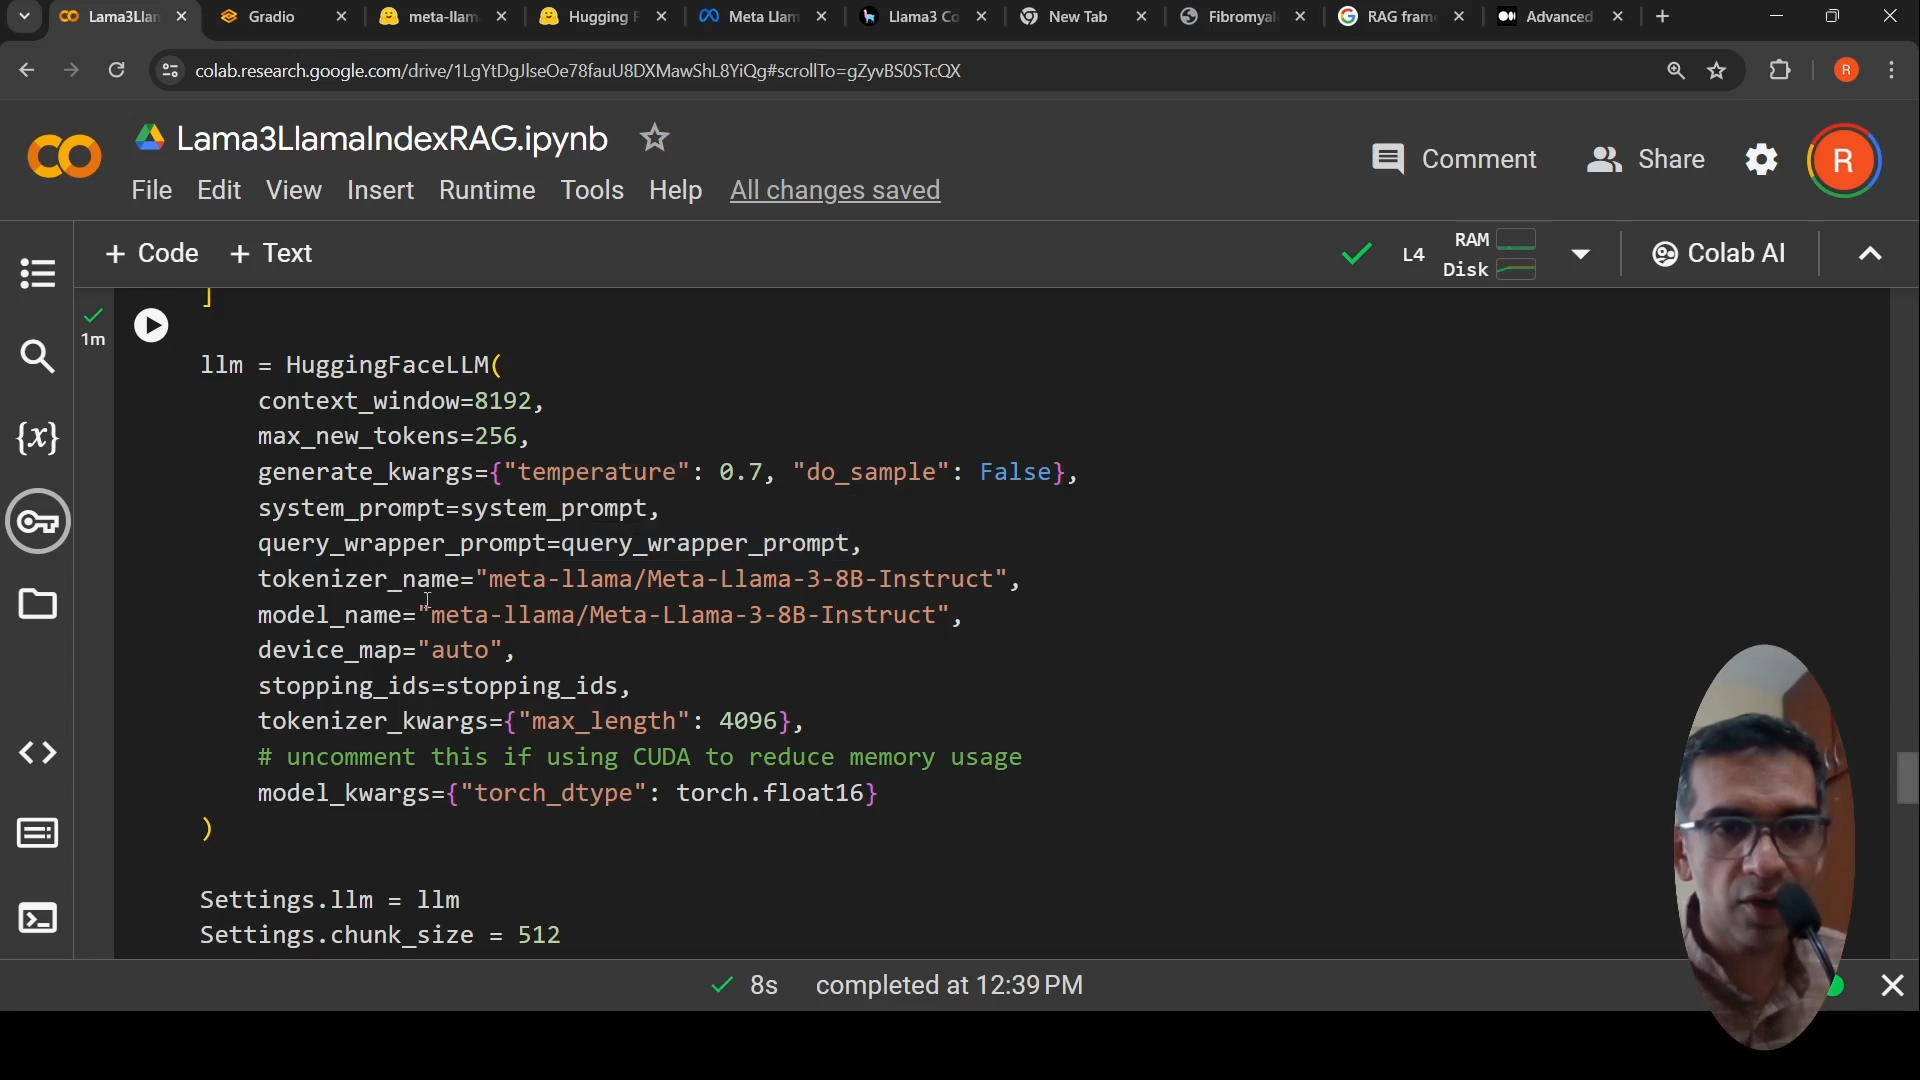 Lama3Llan
Gradio
meta-llam
Hugging F
Meta Llam
Llama3 Co
New Tab
Fibromyal
RAG fram
Advanced
colab.research.google.com/drive/1LgYtDgJlseOe78fauU8DXMawShL8YiQg#scrollTo=gZyvBS0STcQX
R
CO
Lama3LlamaIndexRAG.ipynb
Comment
Share
R
File Edit View Insert Runtime Tools Help All changes saved
+ Code + Text
L4
RAM
Disk
Colab AI
]
1m
llm = HuggingFaceLLM(
context_window=8192,
max_new_tokens=256,
generate_kwargs={"temperature": 0.7, "do_sample": False},
system_prompt=system_prompt,
query_wrapper_prompt=query_wrapper_prompt,
tokenizer_name="meta-llama/Meta-Llama-3-8B-Instruct",
model_name="meta-llama/Meta-Llama-3-8B-Instruct",
device_map="auto",
stopping_ids=stopping_ids,
tokenizer_kwargs={"max_length": 4096},
# uncomment this if using CUDA to reduce memory usage
model_kwargs={"torch_dtype": torch.float16}
)
Settings.llm = llm
Settings.chunk_size = 512
8s completed at 12:39 PM